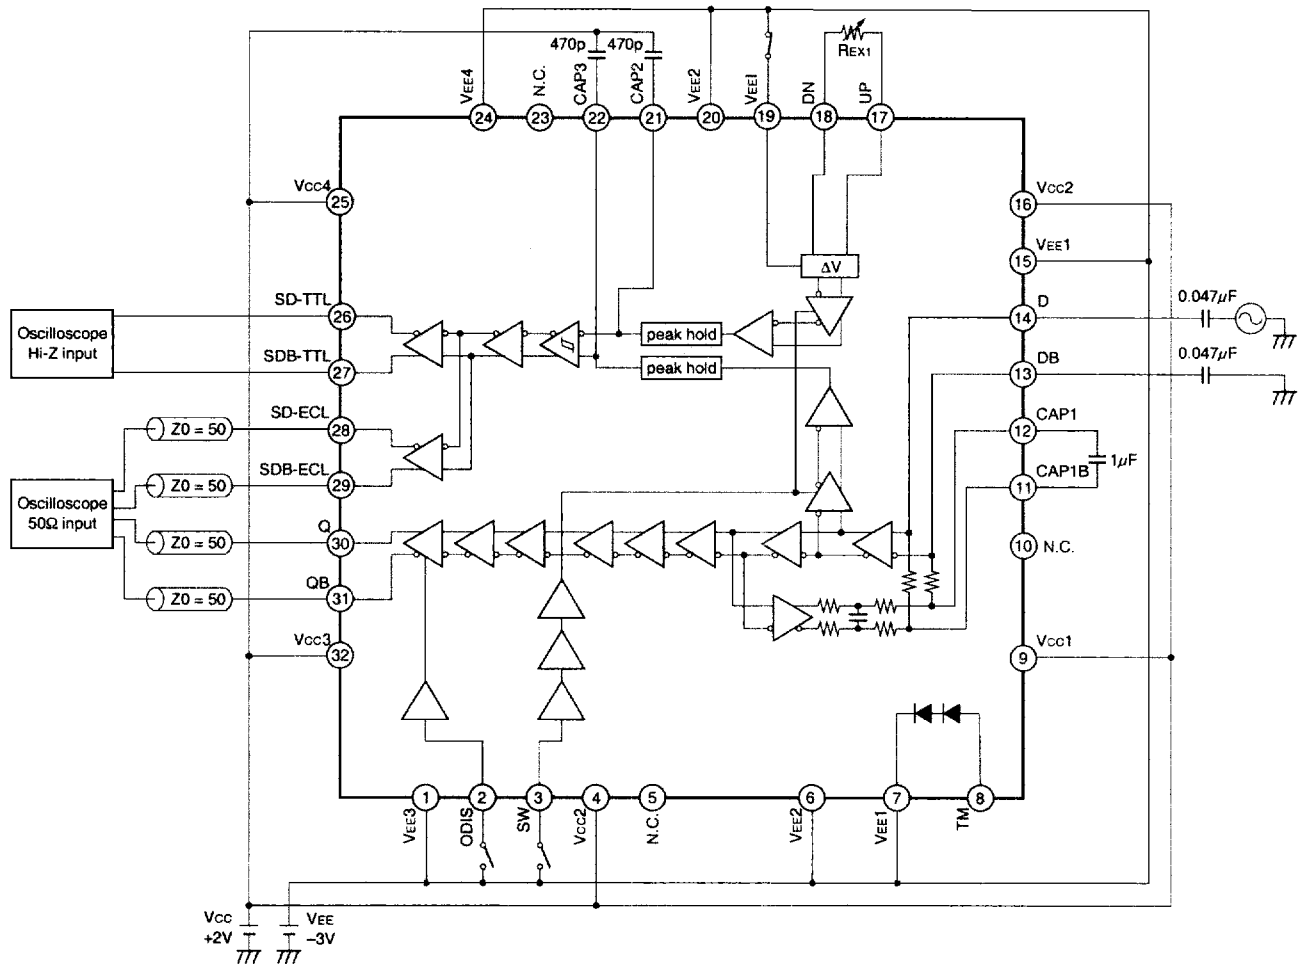 470p 470p
REX1
VEE4
N.C.
CAP3
CAP2
VEE2
VEEI
DN
UP
24 23 22 21 20 19 18 17
VCC4
25
16
VCC2
15
VEE1
ΔV
SD-TTL
26
14
D
0.047μF
Oscilloscope
Hi-Z input
peak hold
peak hold
SDB-TTL
27
13
DB
0.047μF
SD-ECL
28
Z0 = 50
12
CAP1
1μF
SDB-ECL
29
Z0 = 50
11
CAP1B
Oscilloscope
50Ω input
Q
30
Z0 = 50
10
N.C.
QB
31
Z0 = 50
VCC3
32
9
VCC1
1 2 3 4 5 6 7 8
VEE3
ODIS
SW
VCC2
N.C.
VEE2
VEE1
TM
VCC
+2V
VEE
–3V